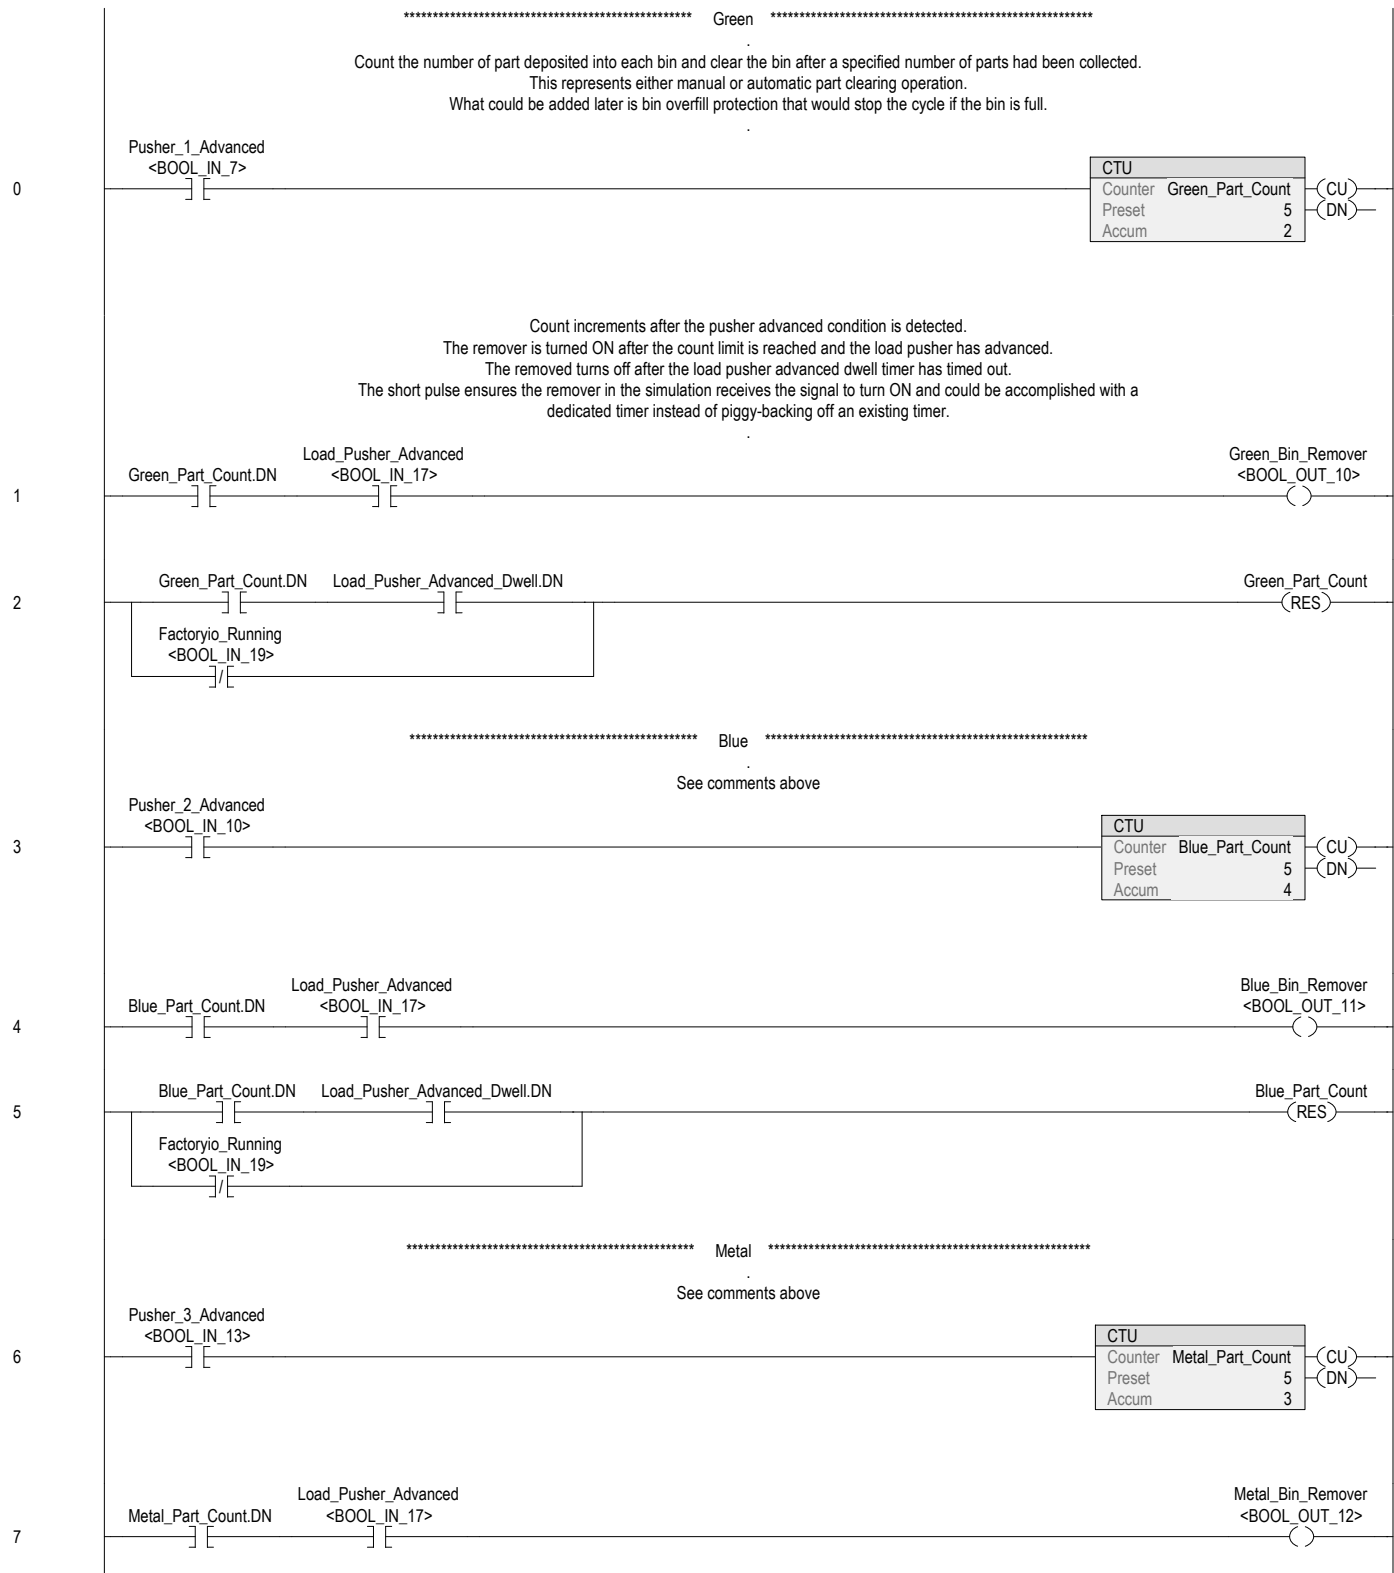 ************************************************** Green ********************************************************
.
Count the number of part deposited into each bin and clear the bin after a specified number of parts had been collected.
This represents either manual or automatic part clearing operation.
What could be added later is bin overfill protection that would stop the cycle if the bin is full.
.
Pusher_1_Advanced
<BOOL_IN_7>
0
CTU
Counter Green_Part_Count
Preset 5
Accum 2
CU
DN
Count increments after the pusher advanced condition is detected.
The remover is turned ON after the count limit is reached and the load pusher has advanced.
The removed turns off after the load pusher advanced dwell timer has timed out.
The short pulse ensures the remover in the simulation receives the signal to turn ON and could be accomplished with a
dedicated timer instead of piggy-backing off an existing timer.
.
1
Green_Part_Count.DN
Load_Pusher_Advanced
<BOOL_IN_17>
Green_Bin_Remover
<BOOL_OUT_10>
2
Green_Part_Count.DN
Load_Pusher_Advanced_Dwell.DN
Green_Part_Count
RES
Factoryio_Running
<BOOL_IN_19>
/
************************************************** Blue ********************************************************
.
See comments above
Pusher_2_Advanced
<BOOL_IN_10>
3
CTU
Counter Blue_Part_Count
Preset 5
Accum 4
CU
DN
4
Blue_Part_Count.DN
Load_Pusher_Advanced
<BOOL_IN_17>
Blue_Bin_Remover
<BOOL_OUT_11>
5
Blue_Part_Count.DN
Load_Pusher_Advanced_Dwell.DN
Blue_Part_Count
RES
Factoryio_Running
<BOOL_IN_19>
/
************************************************** Metal ********************************************************
.
See comments above
Pusher_3_Advanced
<BOOL_IN_13>
6
CTU
Counter Metal_Part_Count
Preset 5
Accum 3
CU
DN
7
Metal_Part_Count.DN
Load_Pusher_Advanced
<BOOL_IN_17>
Metal_Bin_Remover
<BOOL_OUT_12>